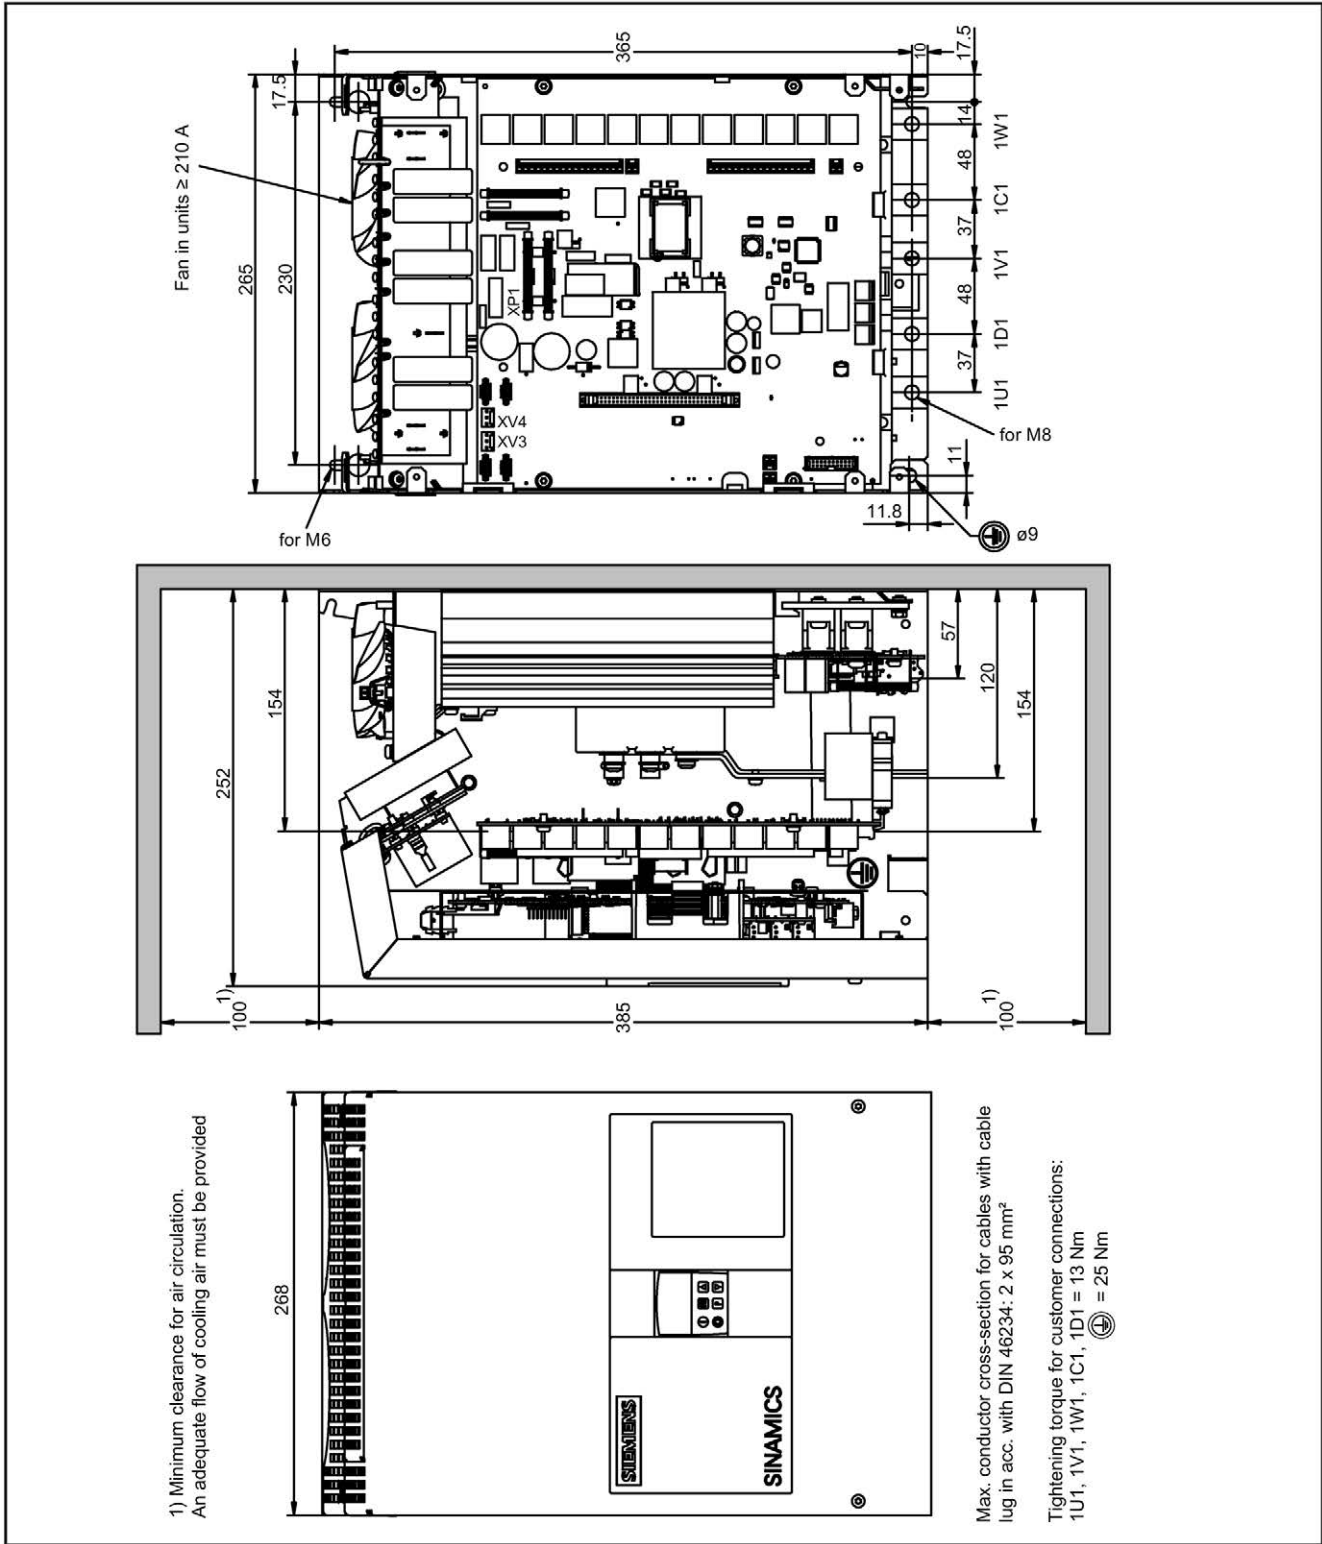 365
10
17.5
17.5
265
230
Fan in units ≥ 210 A
14
48
37
48
37
1W1
1C1
1V1
1D1
1U1
XP1
XV4
XV3
for M8
11
11.8
ø9
for M6
252
154
57
120
154
100 1)
385
100 1)
268
1) Minimum clearance for air circulation.
An adequate flow of cooling air must be provided
SIEMENS
SINAMICS
P
Max. conductor cross-section for cables with cable
lug in acc. with DIN 46234: 2 x 95 mm²
Tightening torque for customer connections:
1U1, 1V1, 1W1, 1C1, 1D1 = 13 Nm
= 25 Nm